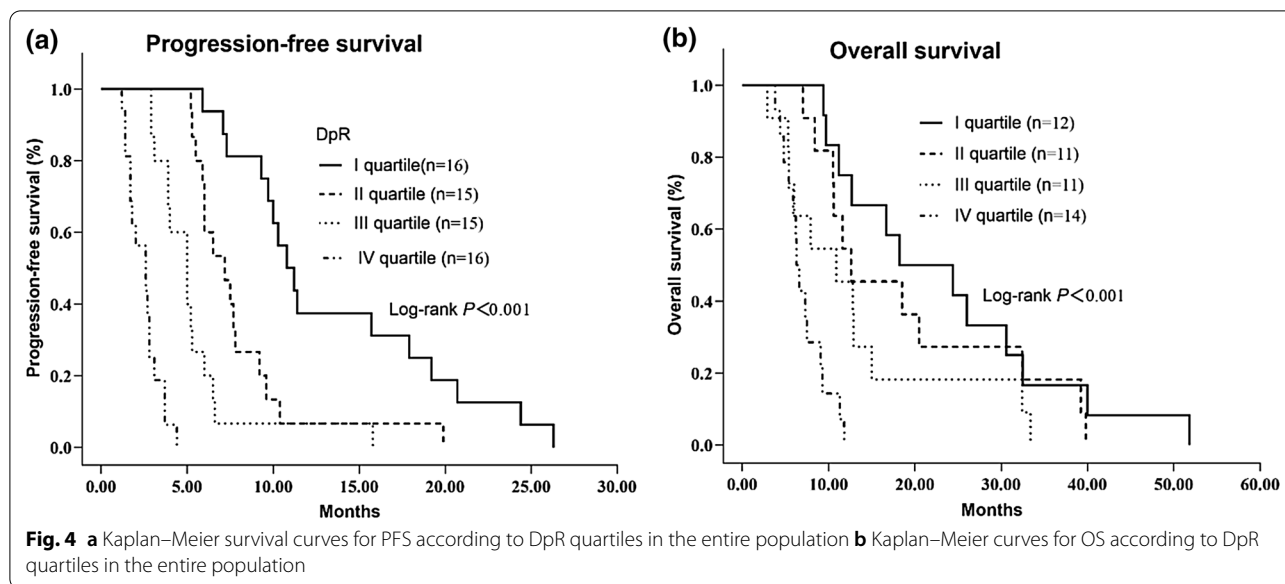 (a)
Progression-free survival
Progression-free survival (%)
1.0
0.8
0.6
0.4
0.2
0.0
DpR
I quartile(n=16)
II quartile (n=15)
III quartile (n=15)
IV quartile (n=16)
Log-rank P<0.001
0.00 5.00 10.00 15.00 20.00 25.00 30.00
Months
(b)
Overall survival
Overall survival (%)
1.0
0.8
0.6
0.4
0.2
0.0
I quartile (n=12)
II quartile (n=11)
III quartile (n=11)
IV quartile (n=14)
Log-rank P<0.001
0.00 10.00 20.00 30.00 40.00 50.00 60.00
Months
Fig. 4 a Kaplan–Meier survival curves for PFS according to DpR quartiles in the entire population b Kaplan–Meier curves for OS according to DpR
quartiles in the entire population